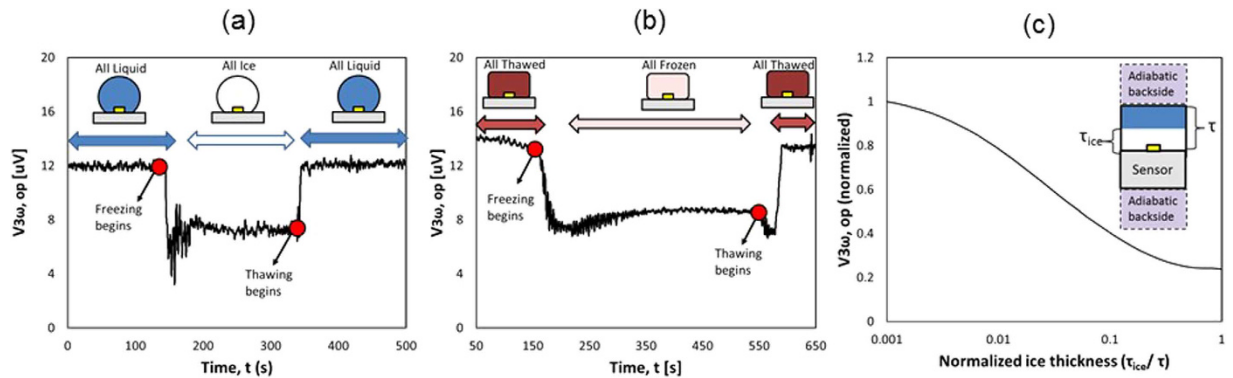 (a)
(b)
(c)
20
16
12
8
4
0
V3ω, op [uV]
All Liquid
All Ice
All Liquid
Freezing
begins
Thawing
begins
0
100
200
300
400
500
Time, t (s)
20
16
12
8
4
0
V3ω, op [uV]
All Thawed
All Frozen
All Thawed
Freezing
begins
Thawing
begins
50
150
250
350
450
550
650
Time, t [s]
1.2
1
0.8
0.6
0.4
0.2
0
V3ω, op (normalized)
Adiabatic
backside
τice
τ
Sensor
Adiabatic
backside
0.001
0.01
0.1
1
Normalized ice thickness (τice/ τ)